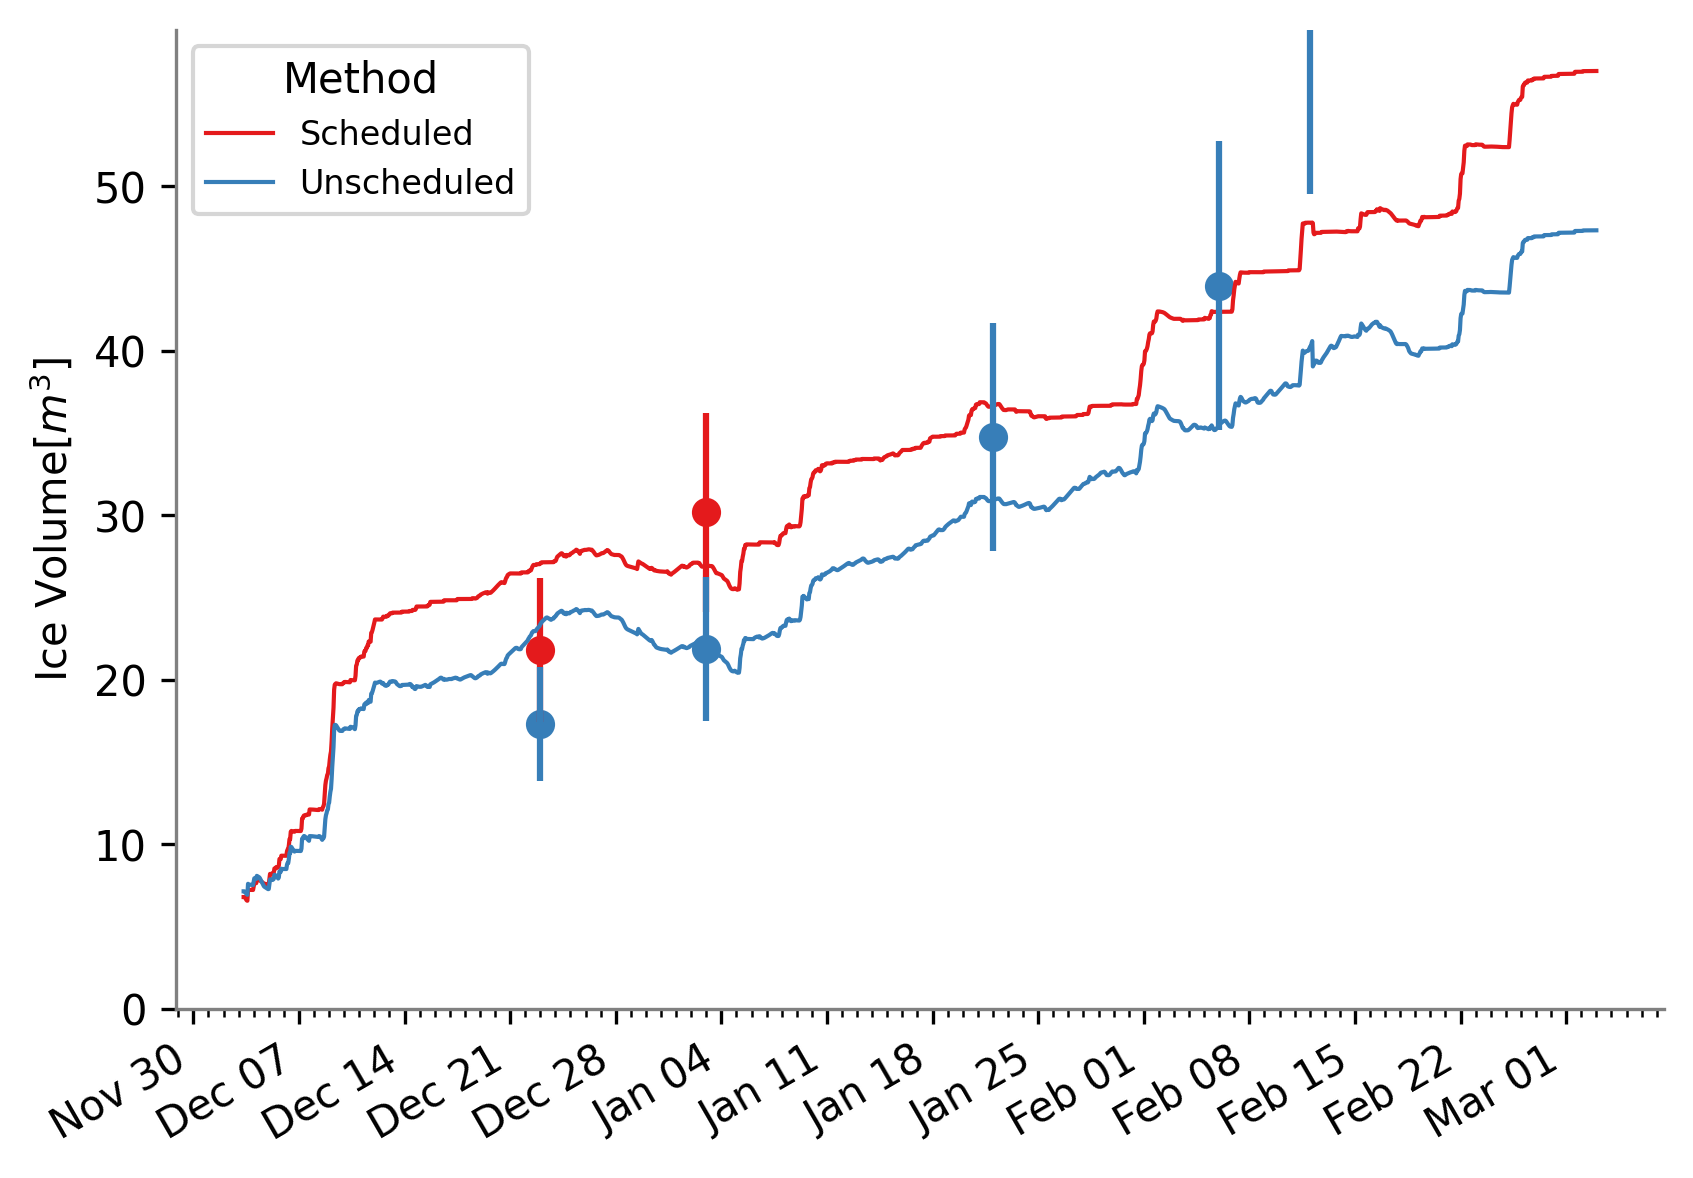 Method
Scheduled
Unscheduled
Ice Volume[m³]
50
40
30
20
10
0
Nov 30
Dec 07
Dec 14
Dec 21
Dec 28
Jan 04
Jan 11
Jan 18
Jan 25
Feb 01
Feb 08
Feb 15
Feb 22
Mar 01